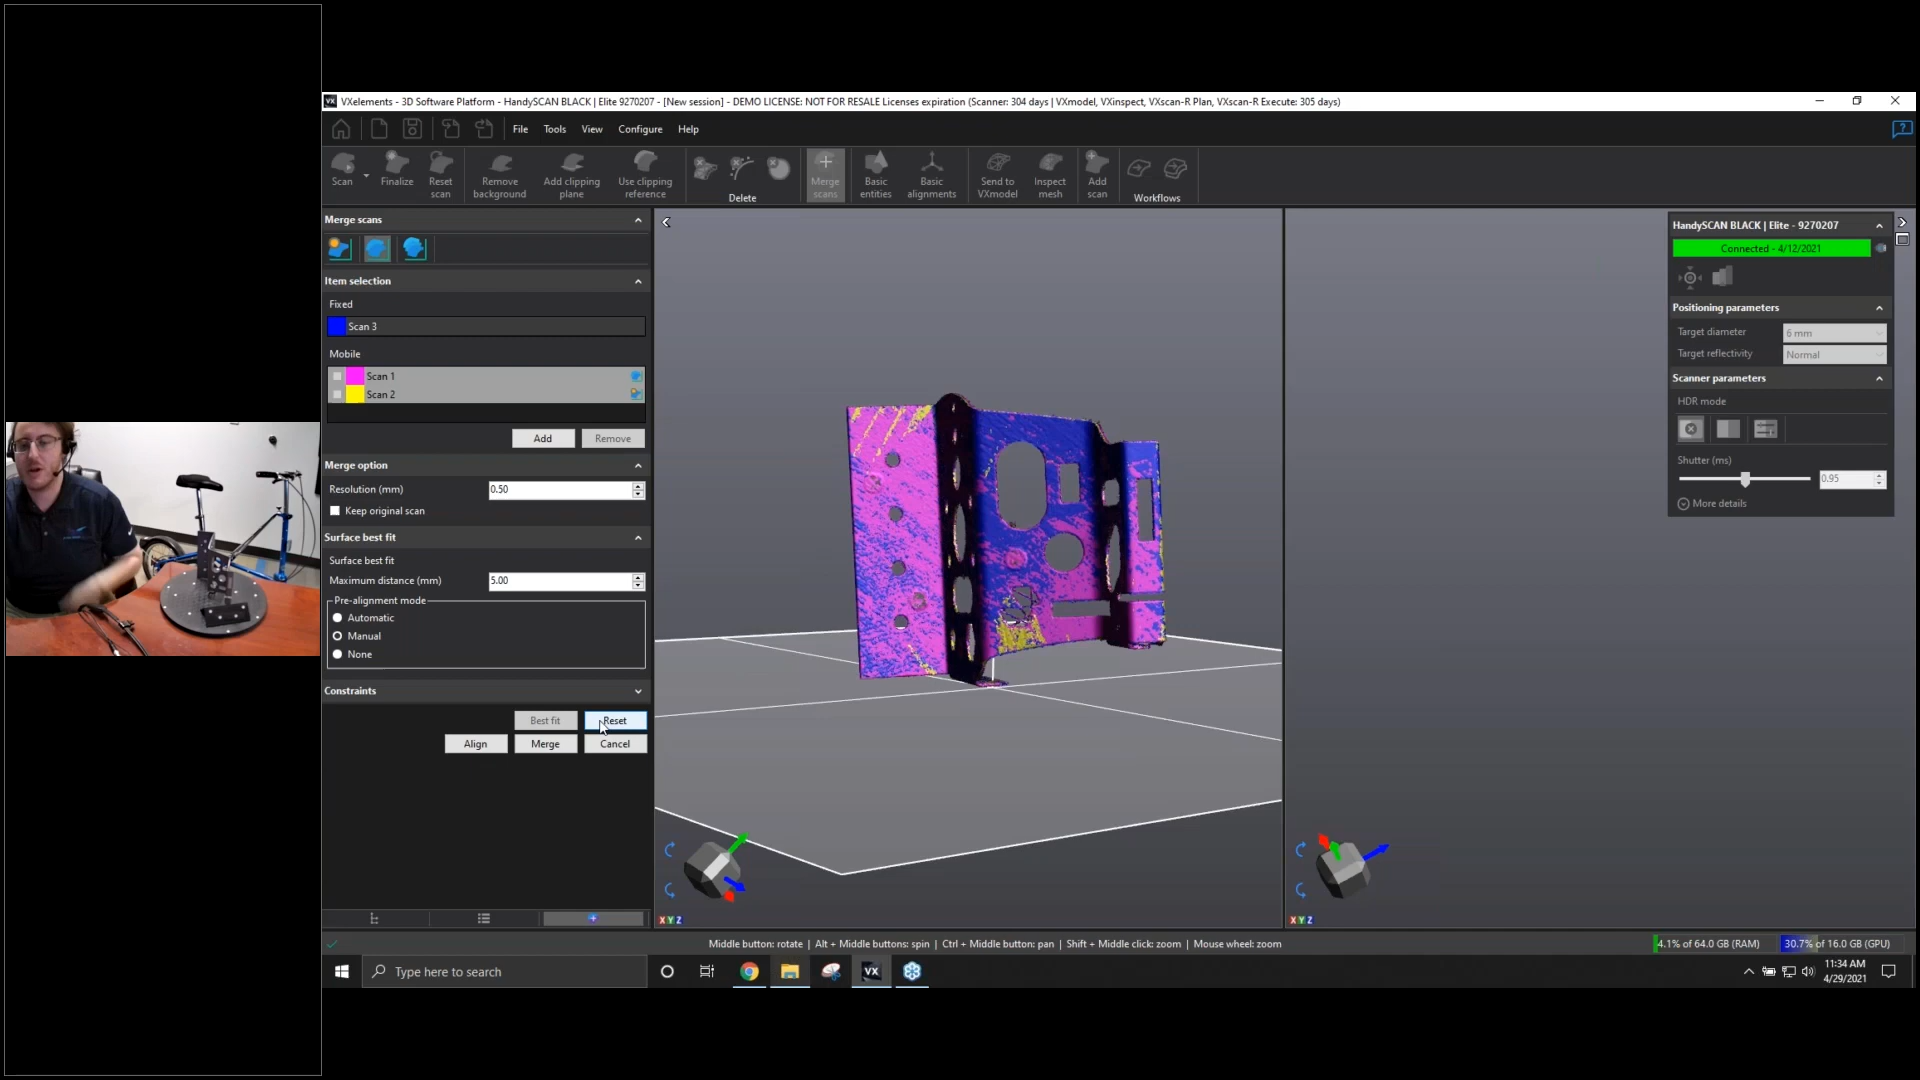 VX VXelements - 3D Software Platform - HandySCAN BLACK | Elite 9270207 - [New session] - DEMO LICENSE: NOT FOR RESALE Licenses expiration (Scanner: 304 days | VXmodel, VXinspect, VXscan-R Plan, VXscan-R Execute: 305 days)
File Tools View Configure Help
Scan
Finalize
Reset scan
Remove background
Add clipping plane
Use clipping reference
Delete
Merge scans
Basic entities
Basic alignments
Send to VXmodel
Inspect mesh
Add scan
Workflows
Merge scans
Item selection
Fixed
Scan 3
Mobile
Scan 1
Scan 2
Add Remove
Merge option
Resolution (mm) 0.50
Keep original scan
Surface best fit
Surface best fit
Maximum distance (mm) 5.00
Pre-alignment mode
Automatic
Manual
None
Constraints
Best fit Reset
Align Merge Cancel
HandySCAN BLACK | Elite - 9270207
Connected - 4/12/2021
Positioning parameters
Target diameter 6 mm
Target reflectivity Normal
Scanner parameters
HDR mode
Shutter (ms)
0.95
More details
X Y Z
X Y Z
Middle button: rotate | Alt + Middle buttons: spin | Ctrl + Middle button: pan | Shift + Middle click: zoom | Mouse wheel: zoom
4.1% of 64.0 GB (RAM) 30.7% of 16.0 GB (GPU)
Type here to search
VX
11:34 AM
4/29/2021